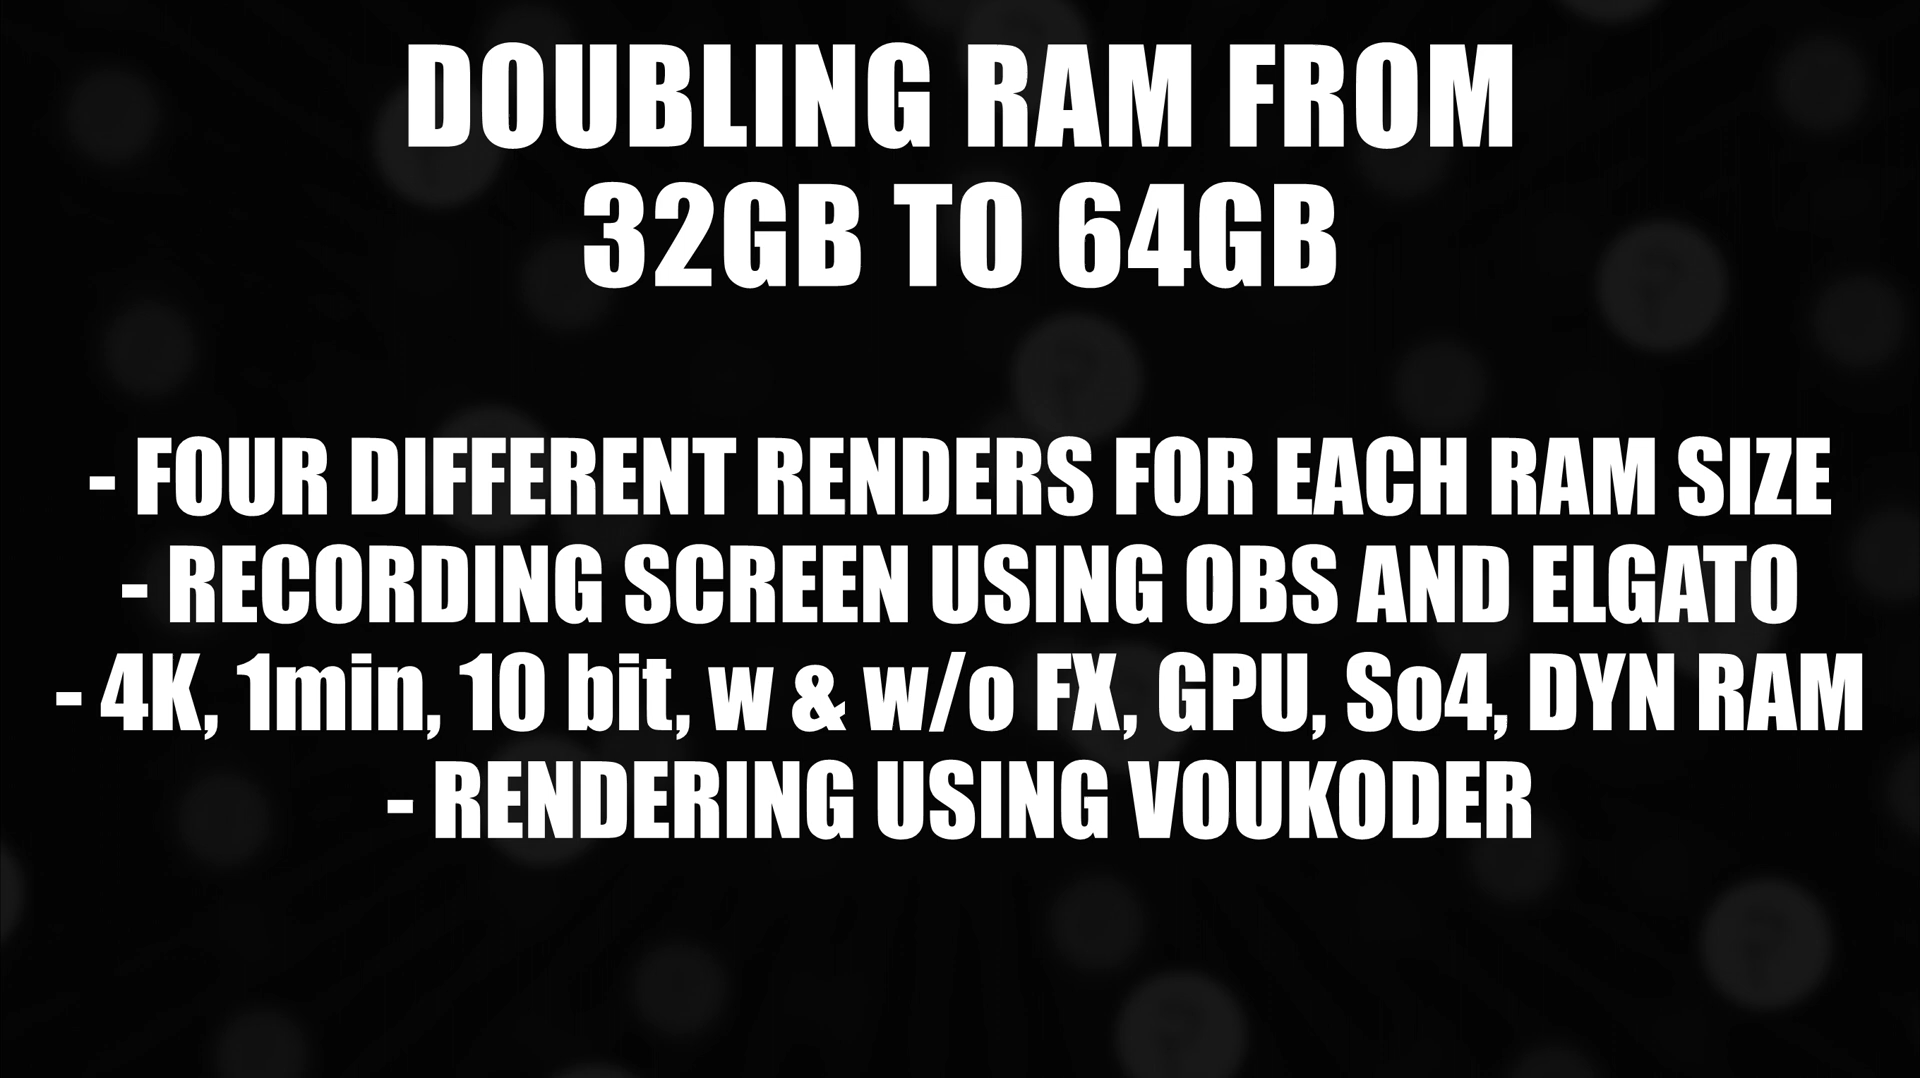 DOUBLING RAM FROM
32GB TO 64GB
- FOUR DIFFERENT RENDERS FOR EACH RAM SIZE
- RECORDING SCREEN USING OBS AND ELGATO
- 4K, 1min, 10 bit, w & w/o FX, GPU, So4, DYN RAM
- RENDERING USING VOUKODER